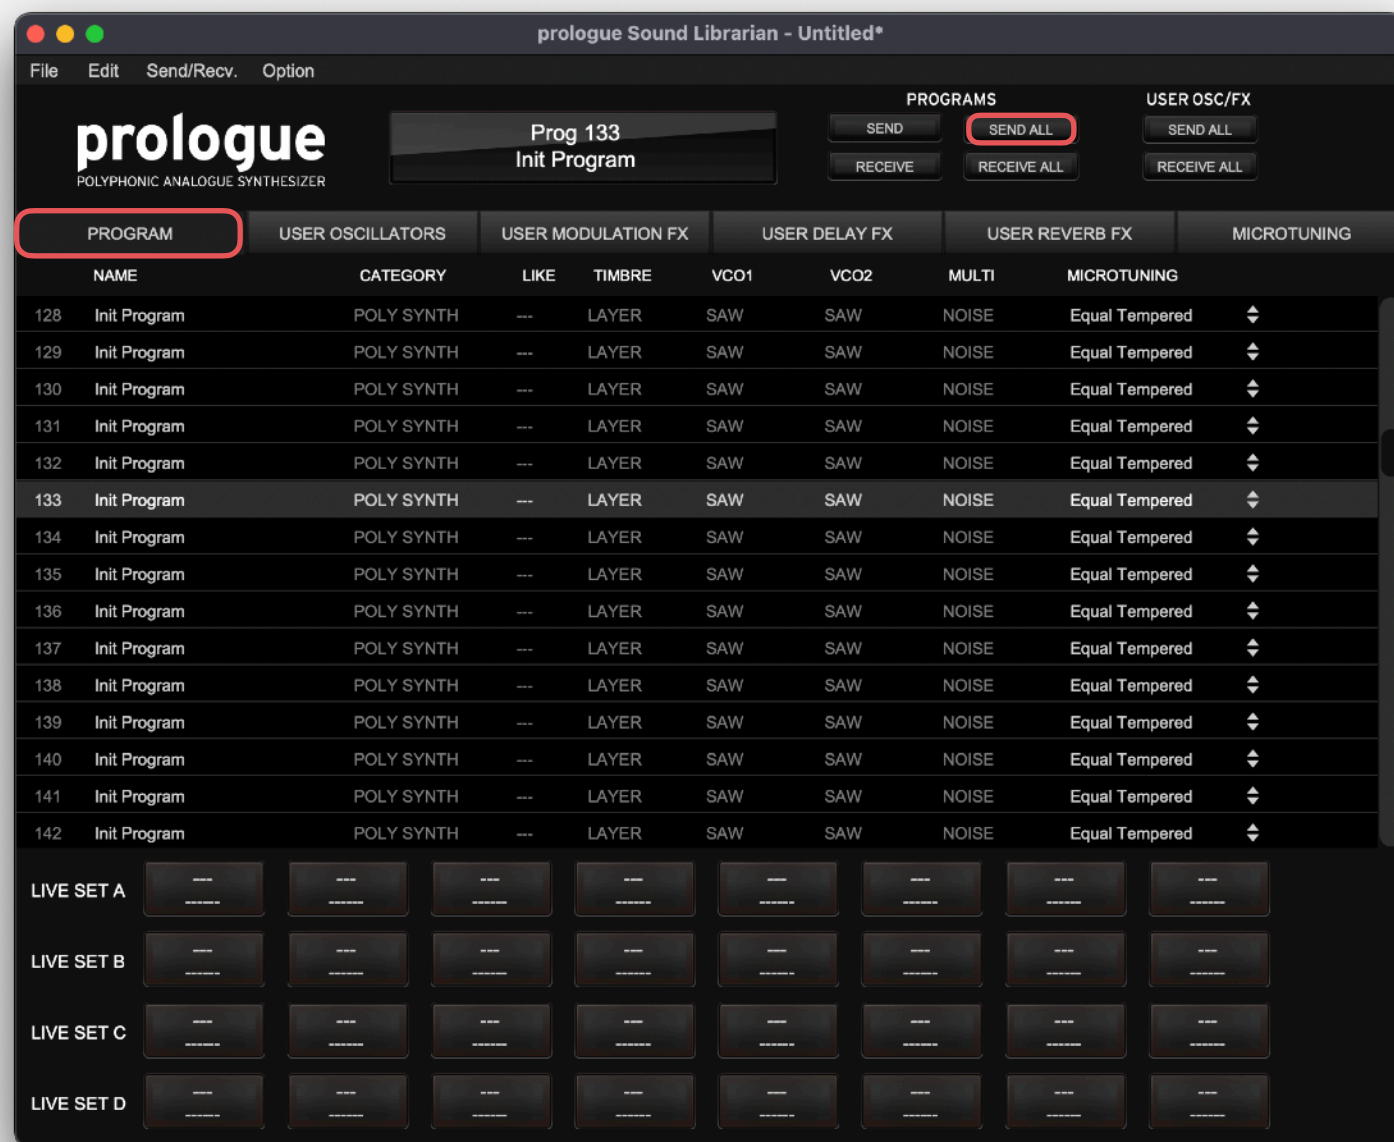 prologue Sound Librarian - Untitled*
File Edit Send/Recv. Option
prologue
POLYPHONIC ANALOGUE SYNTHESIZER
Prog 133
Init Program
PROGRAMS
SEND SEND ALL
RECEIVE RECEIVE ALL
USER OSC/FX
SEND ALL
RECEIVE ALL
PROGRAM USER OSCILLATORS USER MODULATION FX USER DELAY FX USER REVERB FX MICROTUNING
NAME CATEGORY LIKE TIMBRE VCO1 VCO2 MULTI MICROTUNING
128 Init Program POLY SYNTH --- LAYER SAW SAW NOISE Equal Tempered
129 Init Program POLY SYNTH --- LAYER SAW SAW NOISE Equal Tempered
130 Init Program POLY SYNTH --- LAYER SAW SAW NOISE Equal Tempered
131 Init Program POLY SYNTH --- LAYER SAW SAW NOISE Equal Tempered
132 Init Program POLY SYNTH --- LAYER SAW SAW NOISE Equal Tempered
133 Init Program POLY SYNTH --- LAYER SAW SAW NOISE Equal Tempered
134 Init Program POLY SYNTH --- LAYER SAW SAW NOISE Equal Tempered
135 Init Program POLY SYNTH --- LAYER SAW SAW NOISE Equal Tempered
136 Init Program POLY SYNTH --- LAYER SAW SAW NOISE Equal Tempered
137 Init Program POLY SYNTH --- LAYER SAW SAW NOISE Equal Tempered
138 Init Program POLY SYNTH --- LAYER SAW SAW NOISE Equal Tempered
139 Init Program POLY SYNTH --- LAYER SAW SAW NOISE Equal Tempered
140 Init Program POLY SYNTH --- LAYER SAW SAW NOISE Equal Tempered
141 Init Program POLY SYNTH --- LAYER SAW SAW NOISE Equal Tempered
142 Init Program POLY SYNTH --- LAYER SAW SAW NOISE Equal Tempered
--- --- --- --- --- --- --- ---
LIVE SET A
------ ------ ------ ------ ------ ------ ------ ------
--- --- --- --- --- --- --- ---
LIVE SET B
------ ------ ------ ------ ------ ------ ------ ------
--- --- --- --- --- --- --- ---
LIVE SET C
------ ------ ------ ------ ------ ------ ------ ------
--- --- --- --- --- --- --- ---
LIVE SET D
------ ------ ------ ------ ------ ------ ------ ------